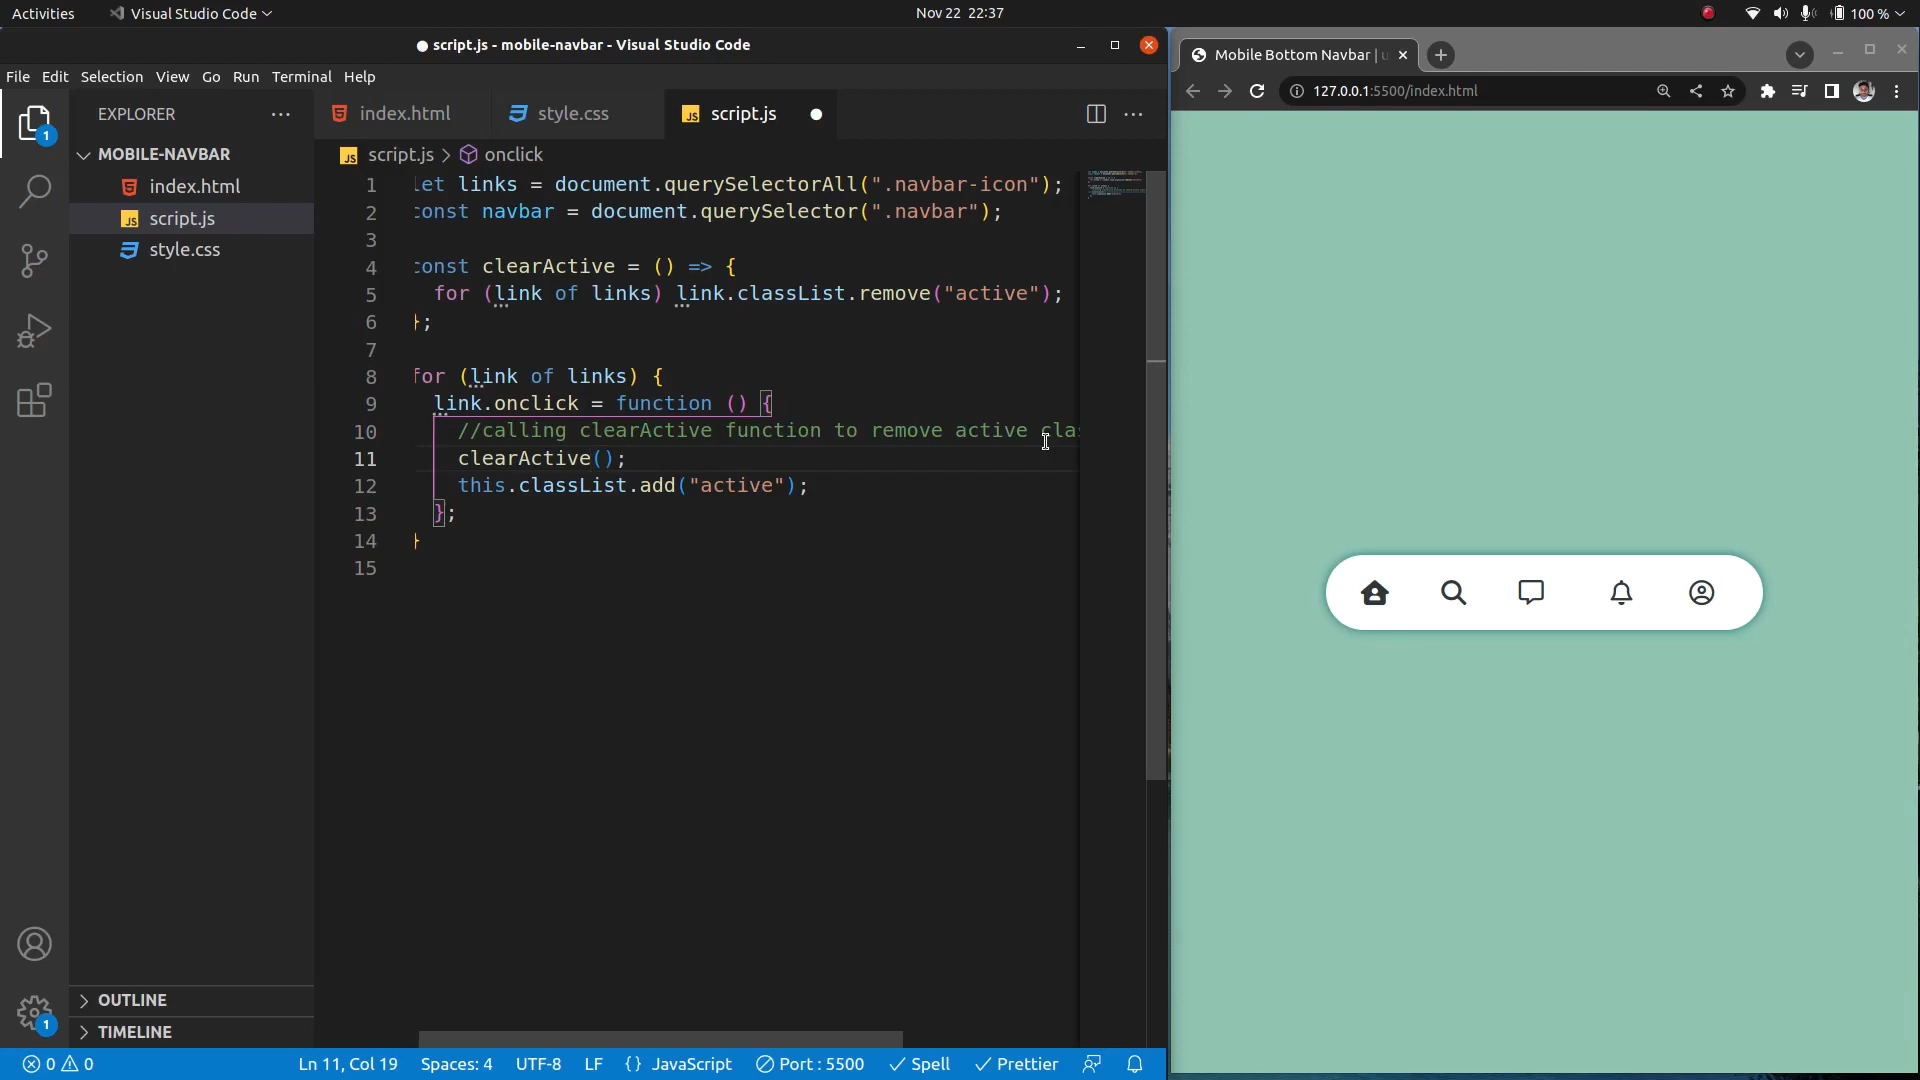 Activities
Visual Studio Code
Nov 22 22:37
100 %
script.js - mobile-navbar - Visual Studio Code
File Edit Selection View Go Run Terminal Help
EXPLORER
MOBILE-NAVBAR
index.html
script.js
style.css
OUTLINE
TIMELINE
1
1
index.html
style.css
JS script.js
JS script.js > onclick
1 let links = document.querySelectorAll(".navbar-icon");
2 const navbar = document.querySelector(".navbar");
3
4 const clearActive = () => {
5 for (link of links) link.classList.remove("active");
6 };
7
8 for (link of links) {
9 link.onclick = function () {
10 //calling clearActive function to remove active clas
11 clearActive();
12 this.classList.add("active");
13 };
14 }
15
0 0
Ln 11, Col 19
Spaces: 4
UTF-8
LF
{} JavaScript
Port : 5500
Spell
Prettier
Mobile Bottom Navbar |
127.0.0.1:5500/index.html